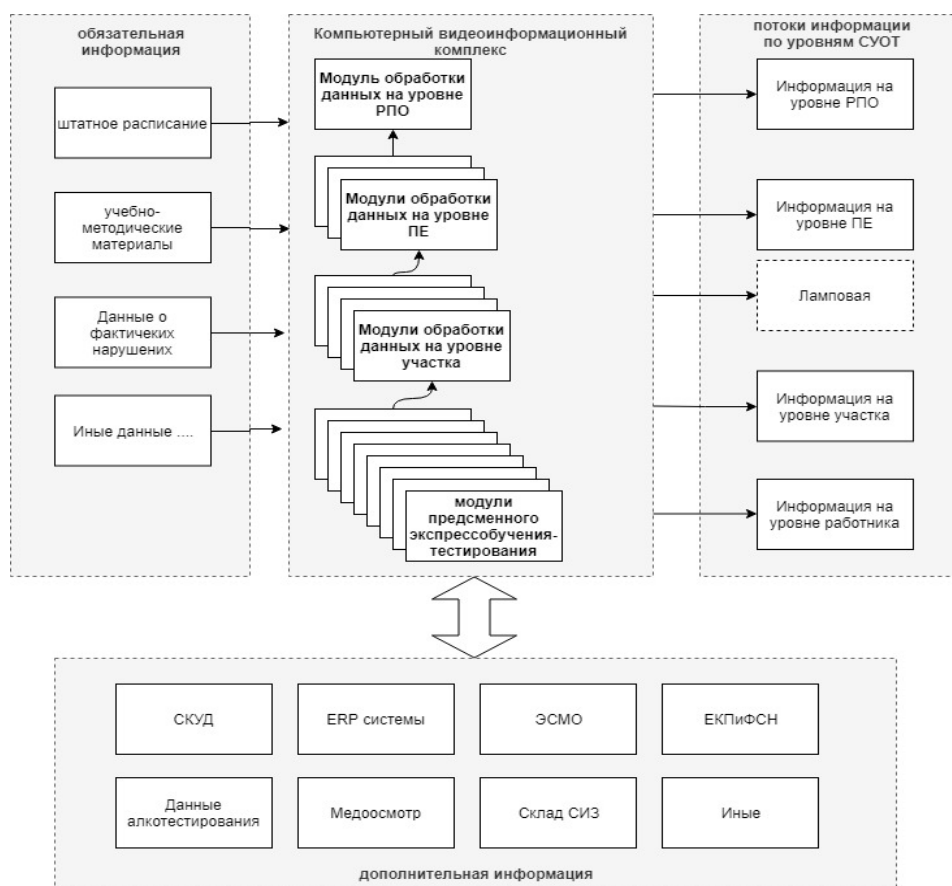 обязательная
информация
штатное расписание
учебно-
методические
материалы
Данные о
фактичеких
нарушених
Иные данные ....
Компьютерный видеоинформационный
комплекс
Модуль обработки
данных на уровне
РПО
Модули обработки
данных на уровне
ПЕ
Модули обработки
данных на уровне
участка
модули
предсменного
экспрессобучения-
тестирования
потоки информации
по уровням СУОТ
Информация на
уровне РПО
Информация на
уровне ПЕ
Ламповая
Информация на
уровне участка
Информация на
уровне работника
СКУД
ERP системы
ЭСМО
ЕКПиФСН
Данные
алкотестирования
Медоосмотр
Склад СИЗ
Иные
дополнительная информация